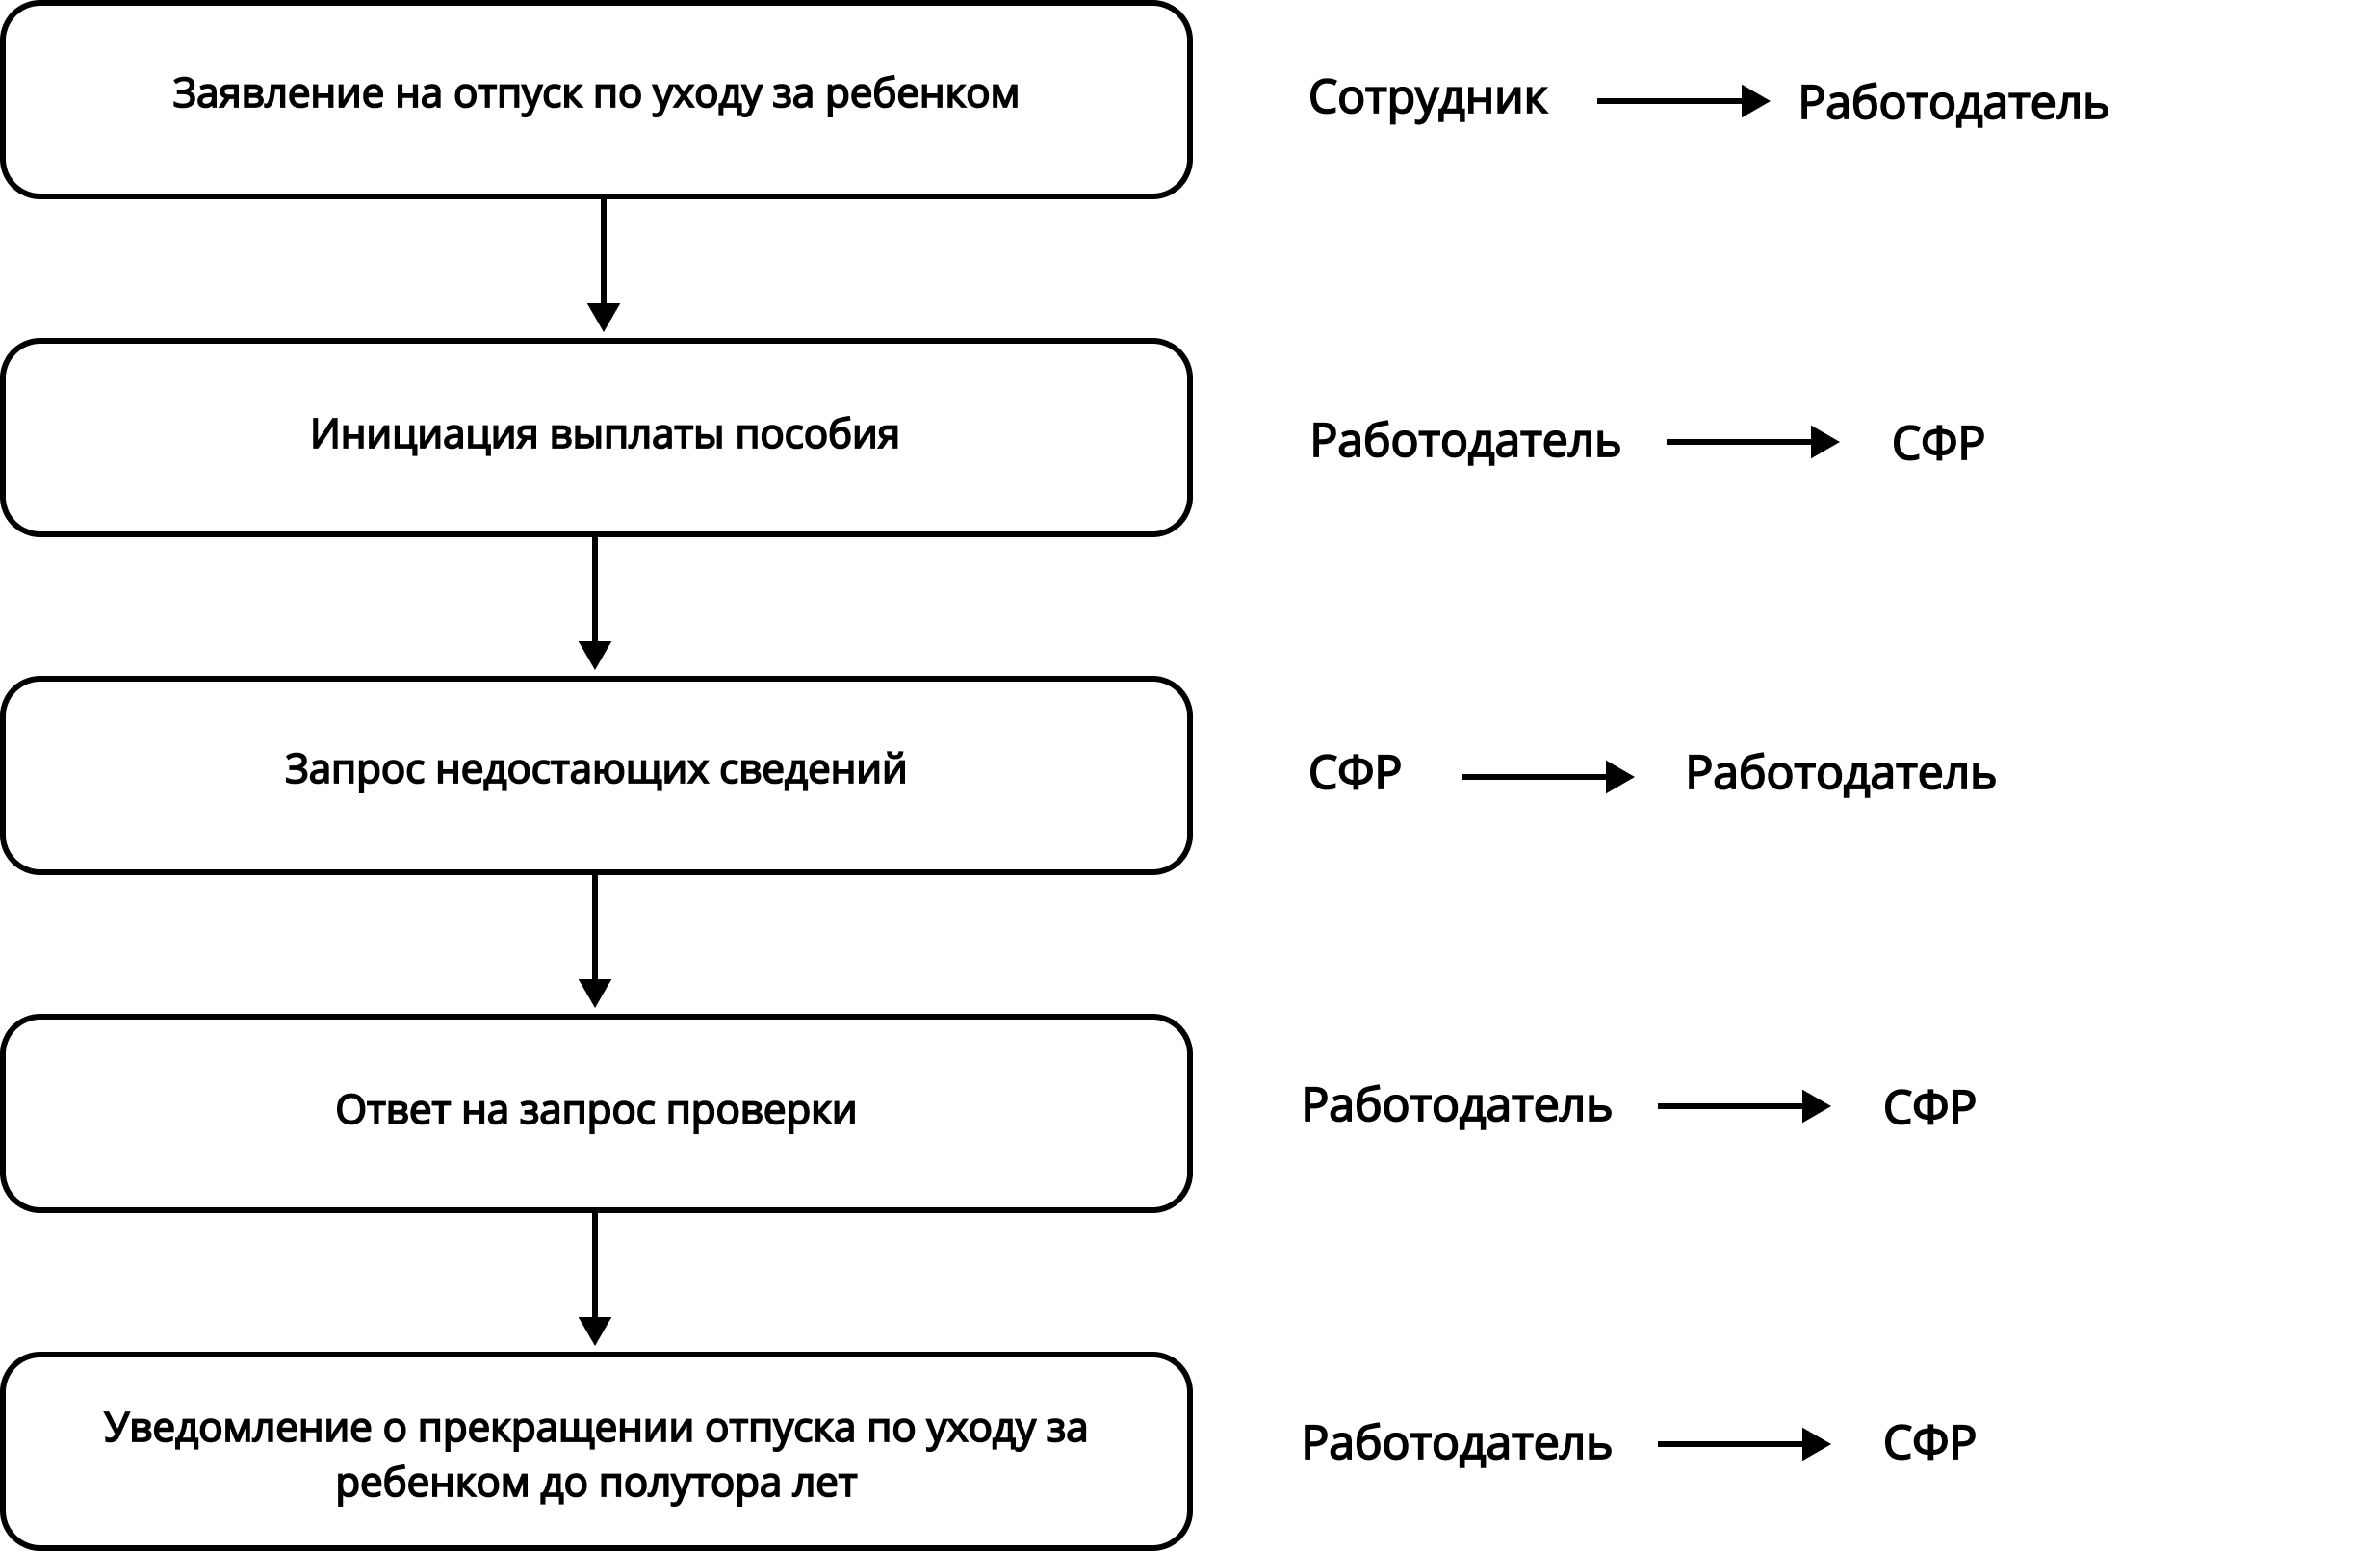 Заявление на отпуск по уходу за ребенком
Сотрудник
Работодатель
Инициация выплаты пособия
Работодатель
СФР
Запрос недостающих сведений
СФР
Работодатель
Ответ на запрос проверки
Работодатель
СФР
Уведомление о прекращении отпуска по уходу за
ребенком до полутора лет
Работодатель
СФР